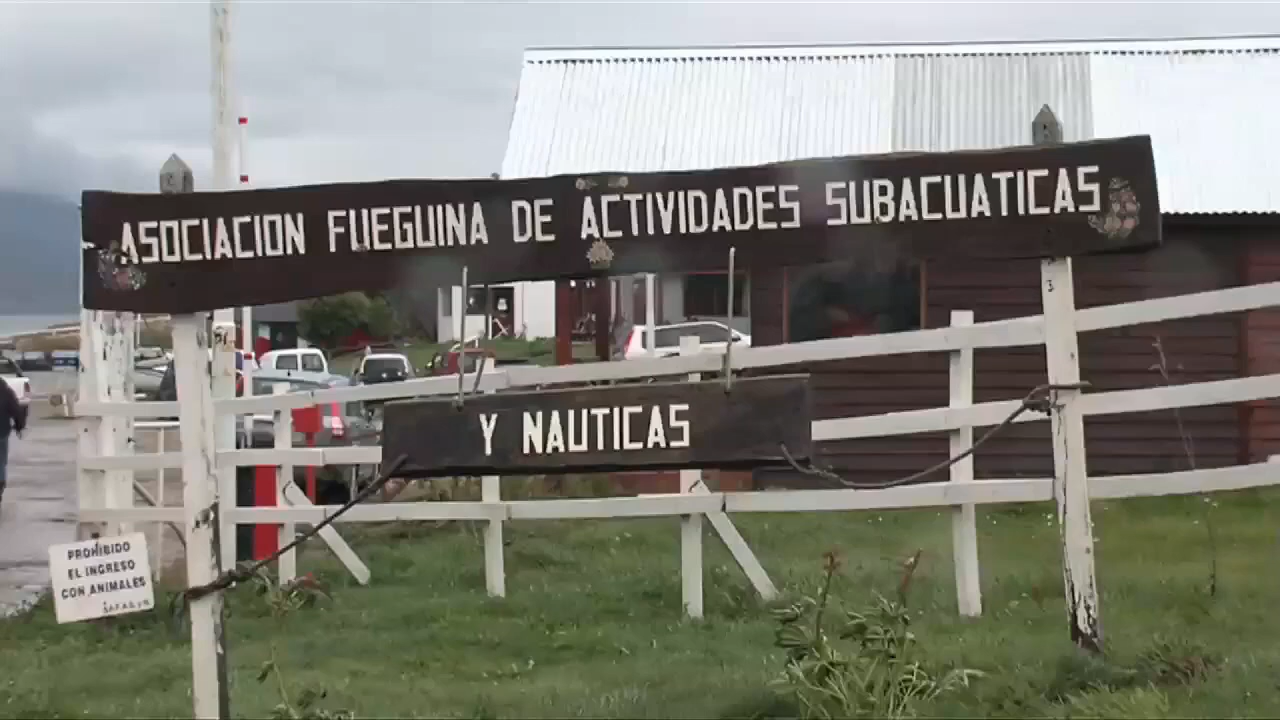 ASOCIACION FUEGUINA DE ACTIVIDADES SUBACUATICAS
Y NAUTICAS
PROHIBIDO
EL INGRESO
CON ANIMALES